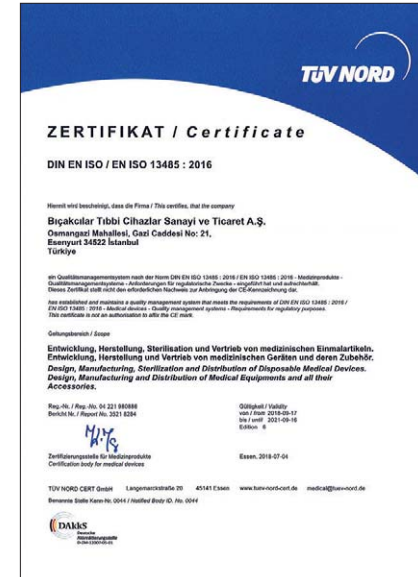 TÜV NORD
ZERTIFIKAT / Certificate
DIN EN ISO / EN ISO 13485 : 2016
Hiermit wird bescheinigt, dass die Firma / This certifies, that the company
Bıçakcılar Tıbbi Cihazlar Sanayi ve Ticaret A.Ş.
Osmangazi Mahallesi, Gazi Caddesi No: 21,
Esenyurt 34522 İstanbul
Türkiye
ein Qualitätsmanagementsystem nach der Norm DIN EN ISO 13485 : 2016 / EN ISO 13485 : 2016 - Medizinprodukte -
Qualitätsmanagementsysteme - Anforderungen für regulatorische Zwecke - eingeführt hat und aufrechterhält.
Dieses Zertifikat stellt nicht den erforderlichen Nachweis zur Anbringung der CE-Kennzeichnung dar.
has established and maintains a quality management system that meets the requirements of DIN EN ISO 13485 : 2016 /
EN ISO 13485 : 2016 - Medical devices - Quality management systems - Requirements for regulatory purposes.
This certificate is not an authorisation to affix the CE mark.
Geltungsbereich / Scope
Entwicklung, Herstellung, Sterilisation und Vertrieb von medizinischen Einmalartikeln.
Entwicklung, Herstellung und Vertrieb von medizinischen Geräten und deren Zubehör.
Design, Manufacturing, Sterilization and Distribution of Disposable Medical Devices.
Design, Manufacturing and Distribution of Medical Equipments and all their
Accessories.
Reg.-Nr. / Reg.-No. 04 221 980898
Bericht Nr. / Report No. 3521 8284
Gültigkeit / Validity
von / from 2018-09-17
bis / until 2021-09-16
Edition 6
Zertifizierungsstelle für Medizinprodukte
Certification body for medical devices
Essen, 2018-07-04
TÜV NORD CERT GmbH Langemarckstraße 20 45141 Essen www.tuev-nord-cert.de medical@tuev-nord.de
Benannte Stelle Kenn-Nr. 0044 / Notified Body ID. No. 0044
DAkkS
Deutsche
Akkreditierungsstelle